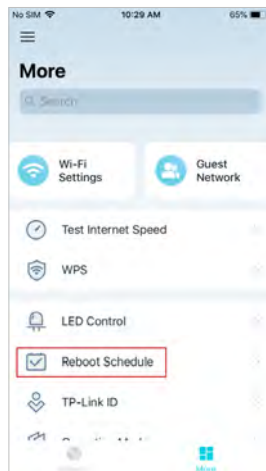 No SIM 10:29 AM 65%
More
Search
Wi-Fi
Settings
Guest
Network
Test Internet Speed
WPS
LED Control
Reboot Schedule
TP-Link ID
More